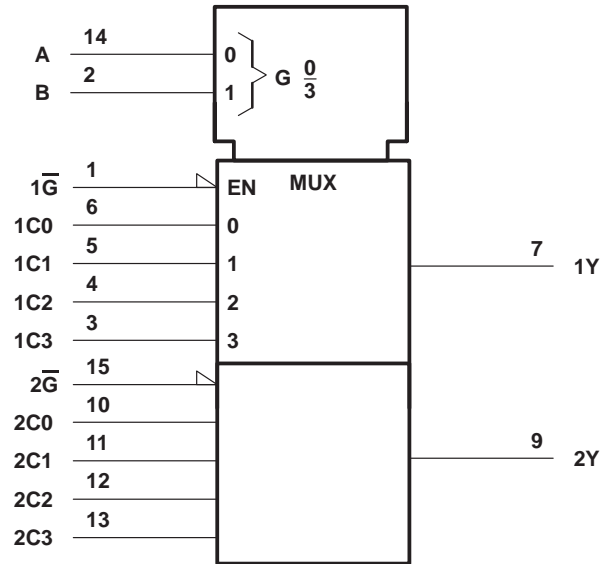 A 14 0
B 2 1
G 0/3
MUX
1G̅ 1 EN
1C0 6 0
1C1 5 1
1C2 4 2
1C3 3 3
7 1Y
2G̅ 15
2C0 10
2C1 11
2C2 12
2C3 13
9 2Y